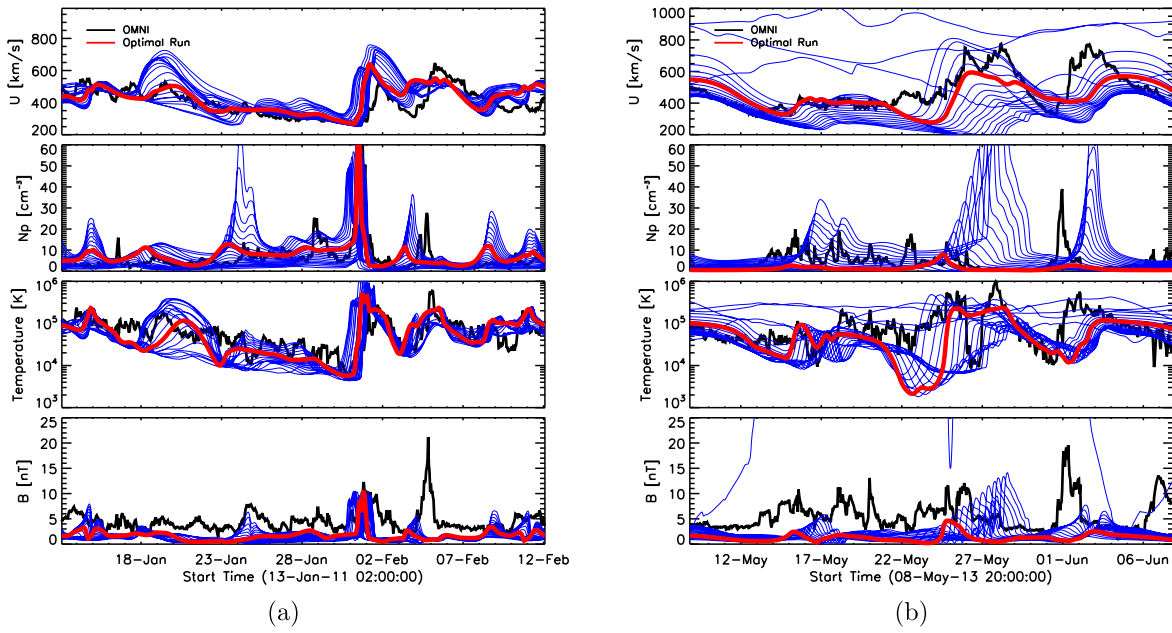 OMNI
Optimal Run
U [km/s]
800
600
400
200
Np [cm⁻³]
60
50
40
30
20
10
0
Temperature [K]
10⁶
10⁵
10⁴
10³
B [nT]
25
20
15
10
5
0
18-Jan 23-Jan 28-Jan 02-Feb 07-Feb 12-Feb
Start Time (13-Jan-11 02:00:00)
(a)
OMNI
Optimal Run
U [km/s]
1000
800
600
400
200
Np [cm⁻³]
60
50
40
30
20
10
0
Temperature [K]
10⁶
10⁵
10⁴
10³
B [nT]
25
20
15
10
5
0
12-May 17-May 22-May 27-May 01-Jun 06-Jun
Start Time (08-May-13 20:00:00)
(b)